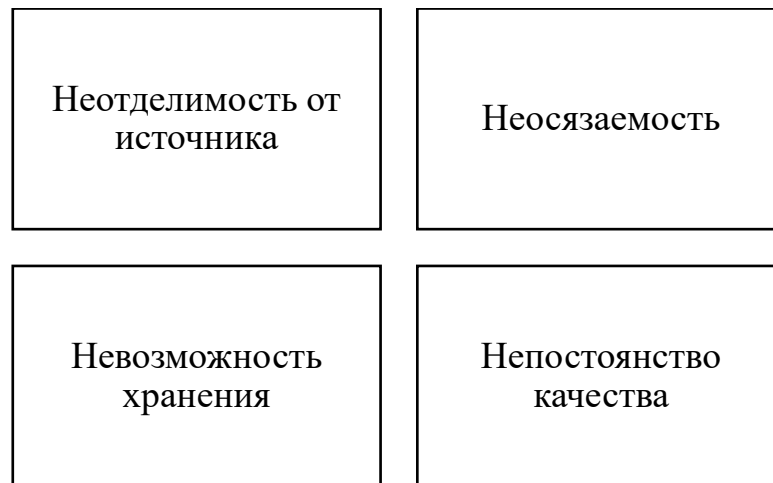 Неотделимость от
источника
Неосязаемость
Невозможность
хранения
Непостоянство
качества